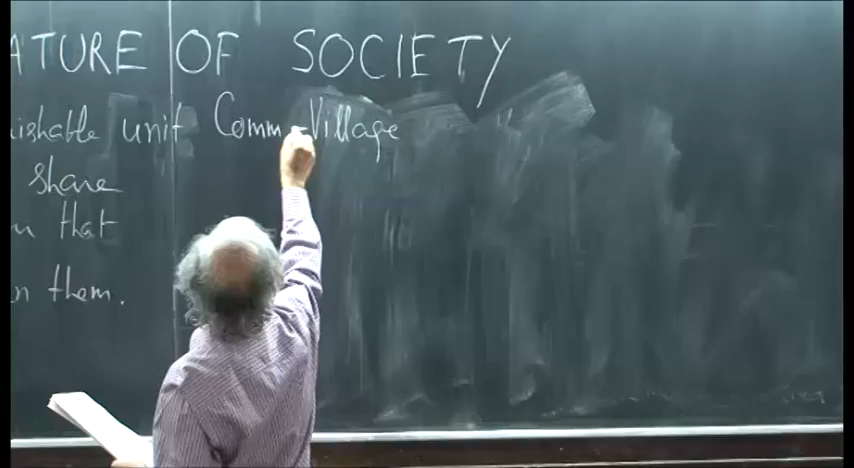 ATURE OF SOCIETY
ishable unit Comm-Village
share
that
n them.